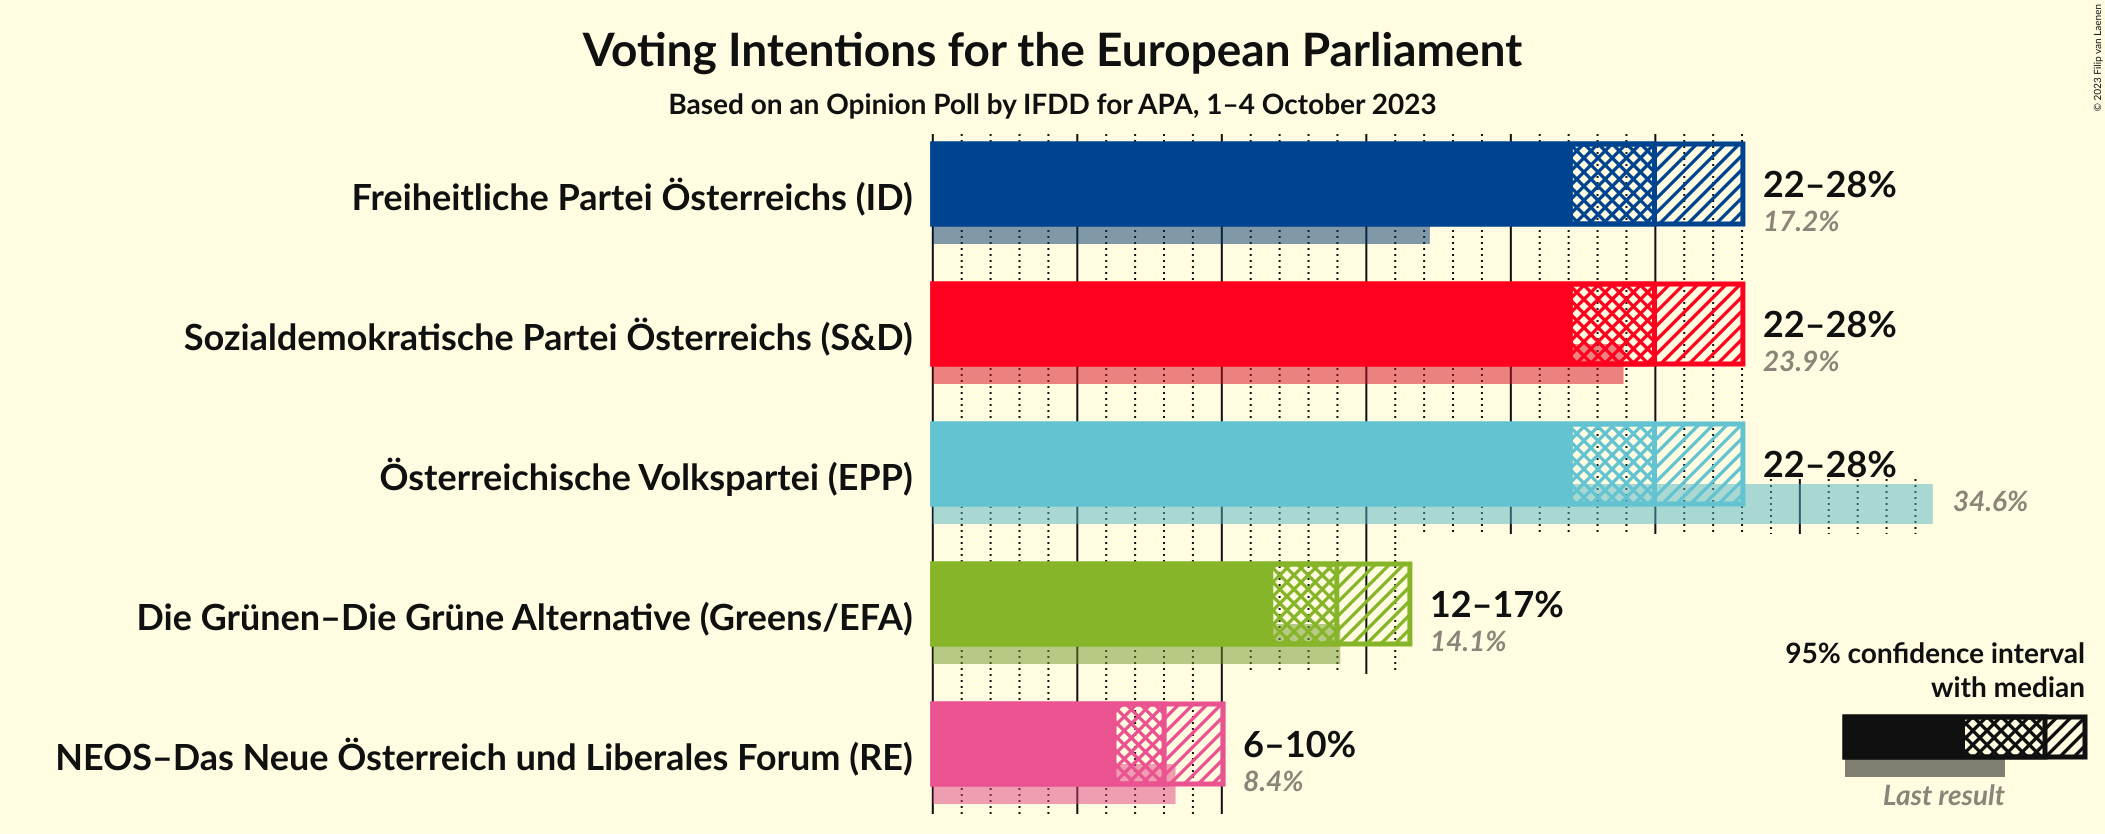 Voting Intentions for the European Parliament
Based on an Opinion Poll by IFDD for APA, 1–4 October 2023
© 2023 Filip van Laenen
Freiheitliche Partei Österreichs (ID)
22–28%
17.2%
Sozialdemokratische Partei Österreichs (S&D)
22–28%
23.9%
Österreichische Volkspartei (EPP)
22–28%
34.6%
Die Grünen–Die Grüne Alternative (Greens/EFA)
12–17%
14.1%
NEOS–Das Neue Österreich und Liberales Forum (RE)
6–10%
8.4%
95% confidence interval
with median
Last result